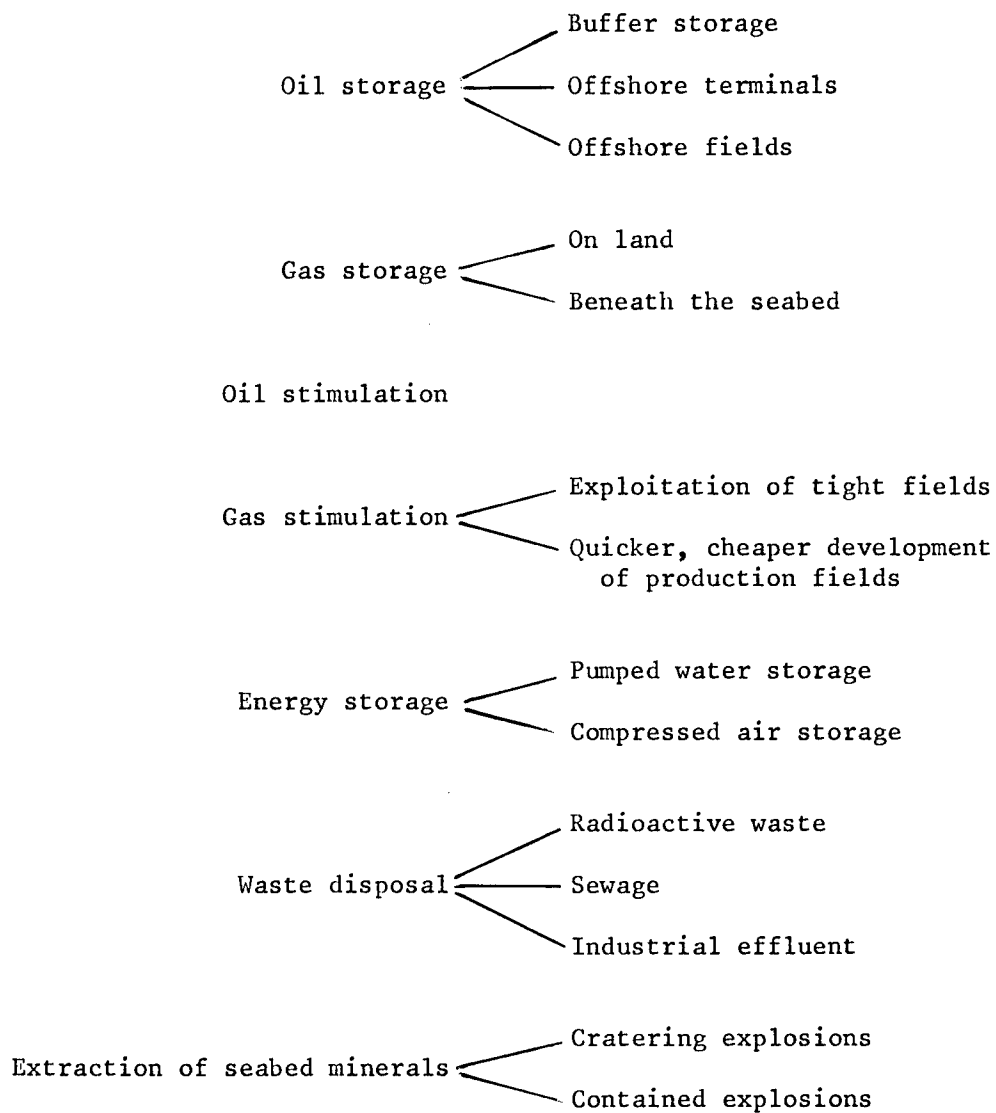 Buffer storage
Oil storage
Offshore terminals
Offshore fields
On land
Gas storage
Beneath the seabed
Oil stimulation
Exploitation of tight fields
Gas stimulation
Quicker, cheaper development
of production fields
Pumped water storage
Energy storage
Compressed air storage
Radioactive waste
Waste disposal
Sewage
Industrial effluent
Cratering explosions
Extraction of seabed minerals
Contained explosions